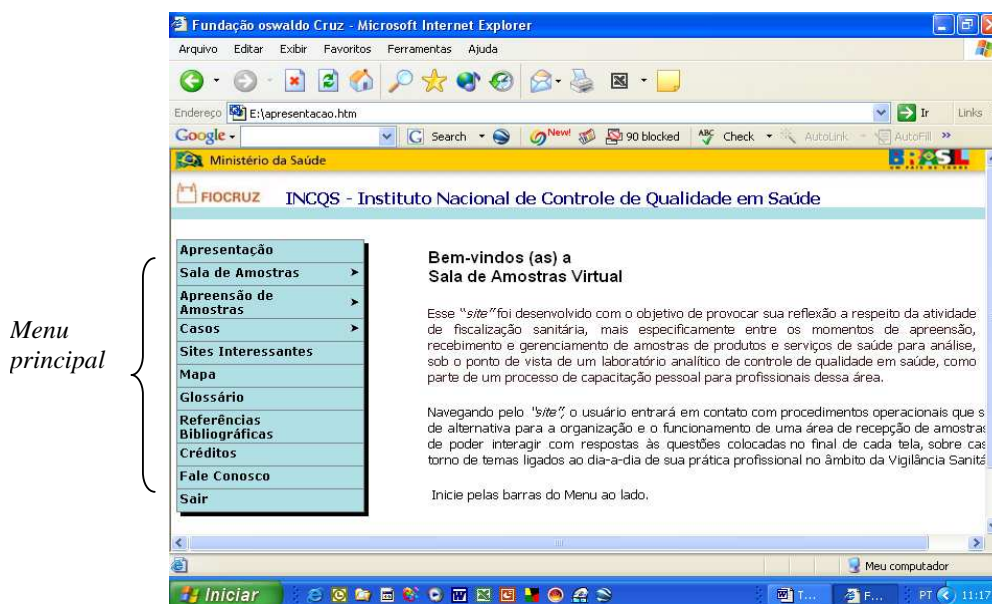 Fundação oswaldo Cruz - Microsoft Internet Explorer
Arquivo Editar Exibir Favoritos Ferramentas Ajuda
Endereço E:\apresentacao.htm Ir Links
Google Search New! 90 blocked ABC Check AutoLink AutoFill »
Ministério da Saúde BRASIL
FIOCRUZ INCQS - Instituto Nacional de Controle de Qualidade em Saúde
Menu
principal
Apresentação
Sala de Amostras
Apreensão de
Amostras
Casos
Sites Interessantes
Mapa
Glossário
Referências
Bibliográficas
Créditos
Fale Conosco
Sair
Bem-vindos (as) a
Sala de Amostras Virtual
Esse "site" foi desenvolvido com o objetivo de provocar sua reflexão a respeito da atividade
de fiscalização sanitária, mais especificamente entre os momentos de apreensão,
recebimento e gerenciamento de amostras de produtos e serviços de saúde para análise,
sob o ponto de vista de um laboratório analítico de controle de qualidade em saúde, como
parte de um processo de capacitação pessoal para profissionais dessa área.
Navegando pelo "site", o usuário entrará em contato com procedimentos operacionais que s
de alternativa para a organização e o funcionamento de uma área de recepção de amostras
de poder interagir com respostas às questões colocadas no final de cada tela, sobre cas
torno de temas ligados ao dia-a-dia de sua prática profissional no âmbito da Vigilância Sanitá
Inicie pelas barras do Menu ao lado.
Meu computador
Iniciar T... F... PT 11:17